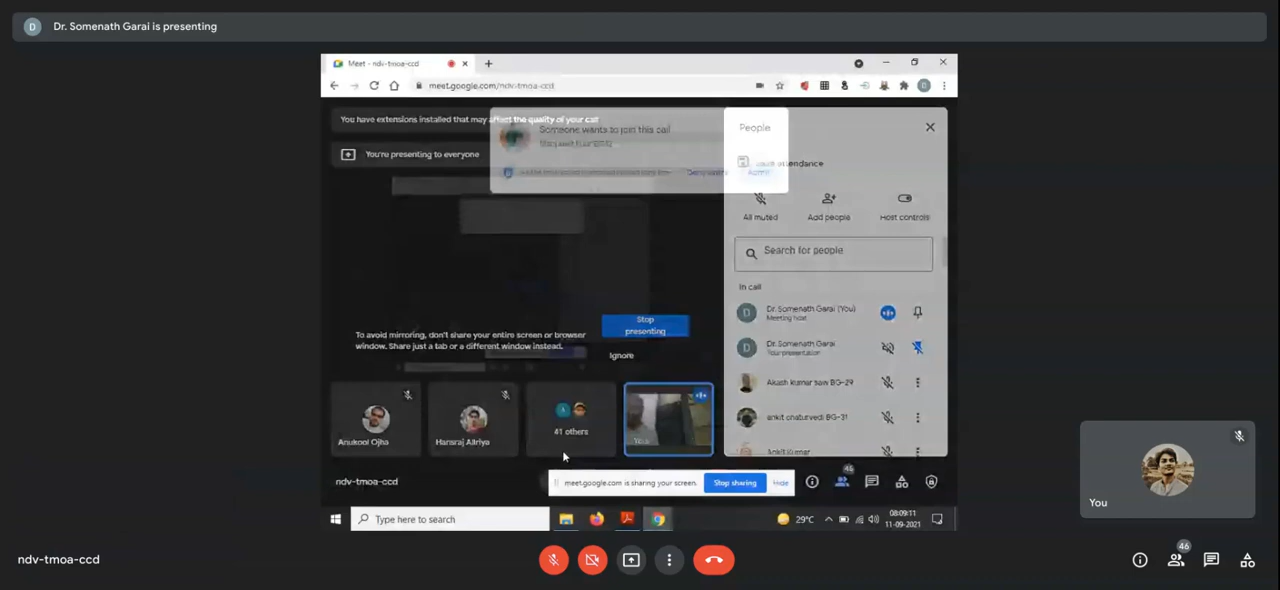 D Dr. Somenath Garai is presenting
Meet - ndv-tmoa-ccd
meet.google.com/ndv-tmoa-ccd
You have extensions installed that may affect the quality of your call
You're presenting to everyone
Someone wants to join this call
People
attendance
All muted
Add people
Host controls
Search for people
In call
D Dr. Somenath Garai (You)
Meeting host
D Dr. Somenath Garai
Your presentation
Akash kumar saw BG-29
ankit chaturvedi BG-31
Ankit Kumar
To avoid mirroring, don't share your entire screen or browser
window. Share just a tab or a different window instead.
Stop
presenting
Ignore
Anukool Ojha
Hansraj Atriya
41 others
You
ndv-tmoa-ccd
meet.google.com is sharing your screen.
Stop sharing
Hide
Type here to search
29°C
08:09:11
11-09-2021
You
ndv-tmoa-ccd
46